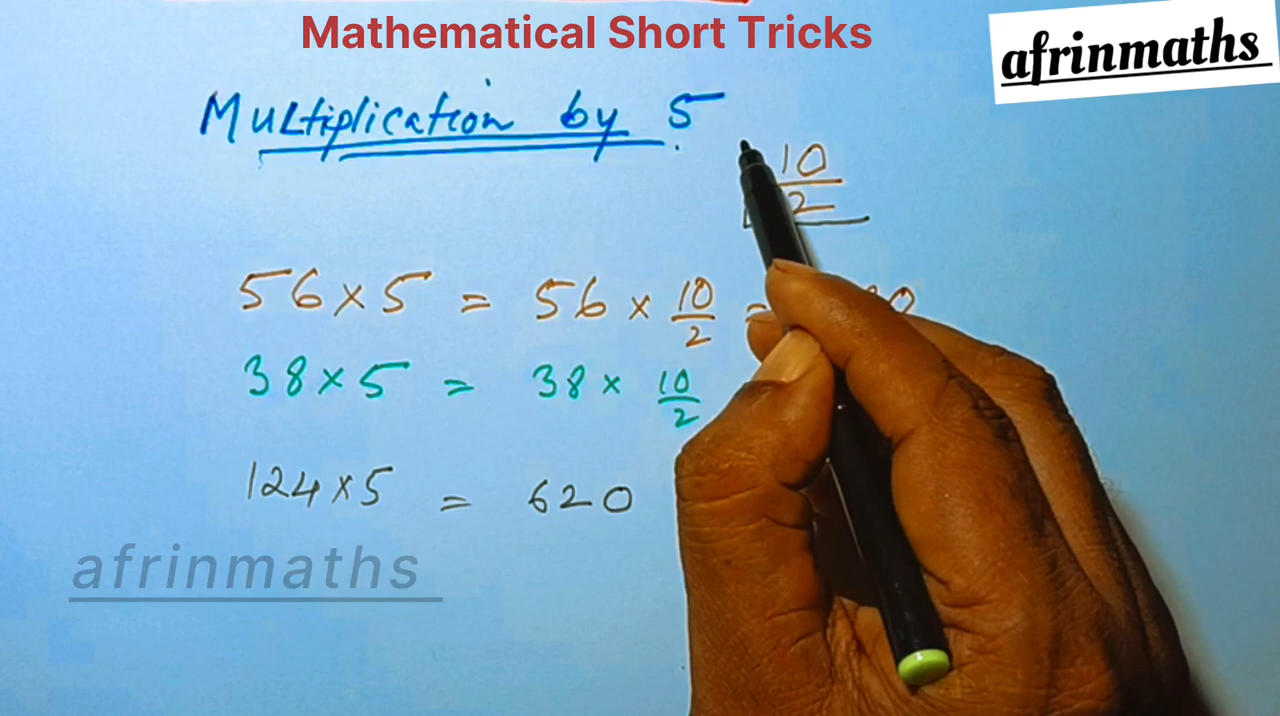 Mathematical Short Tricks
afrinmaths
Multiplication by 5
10
2
56 × 5 = 56 × 10/2 =
38 × 5 = 38 × 10/2
124 × 5 = 620
afrinmaths